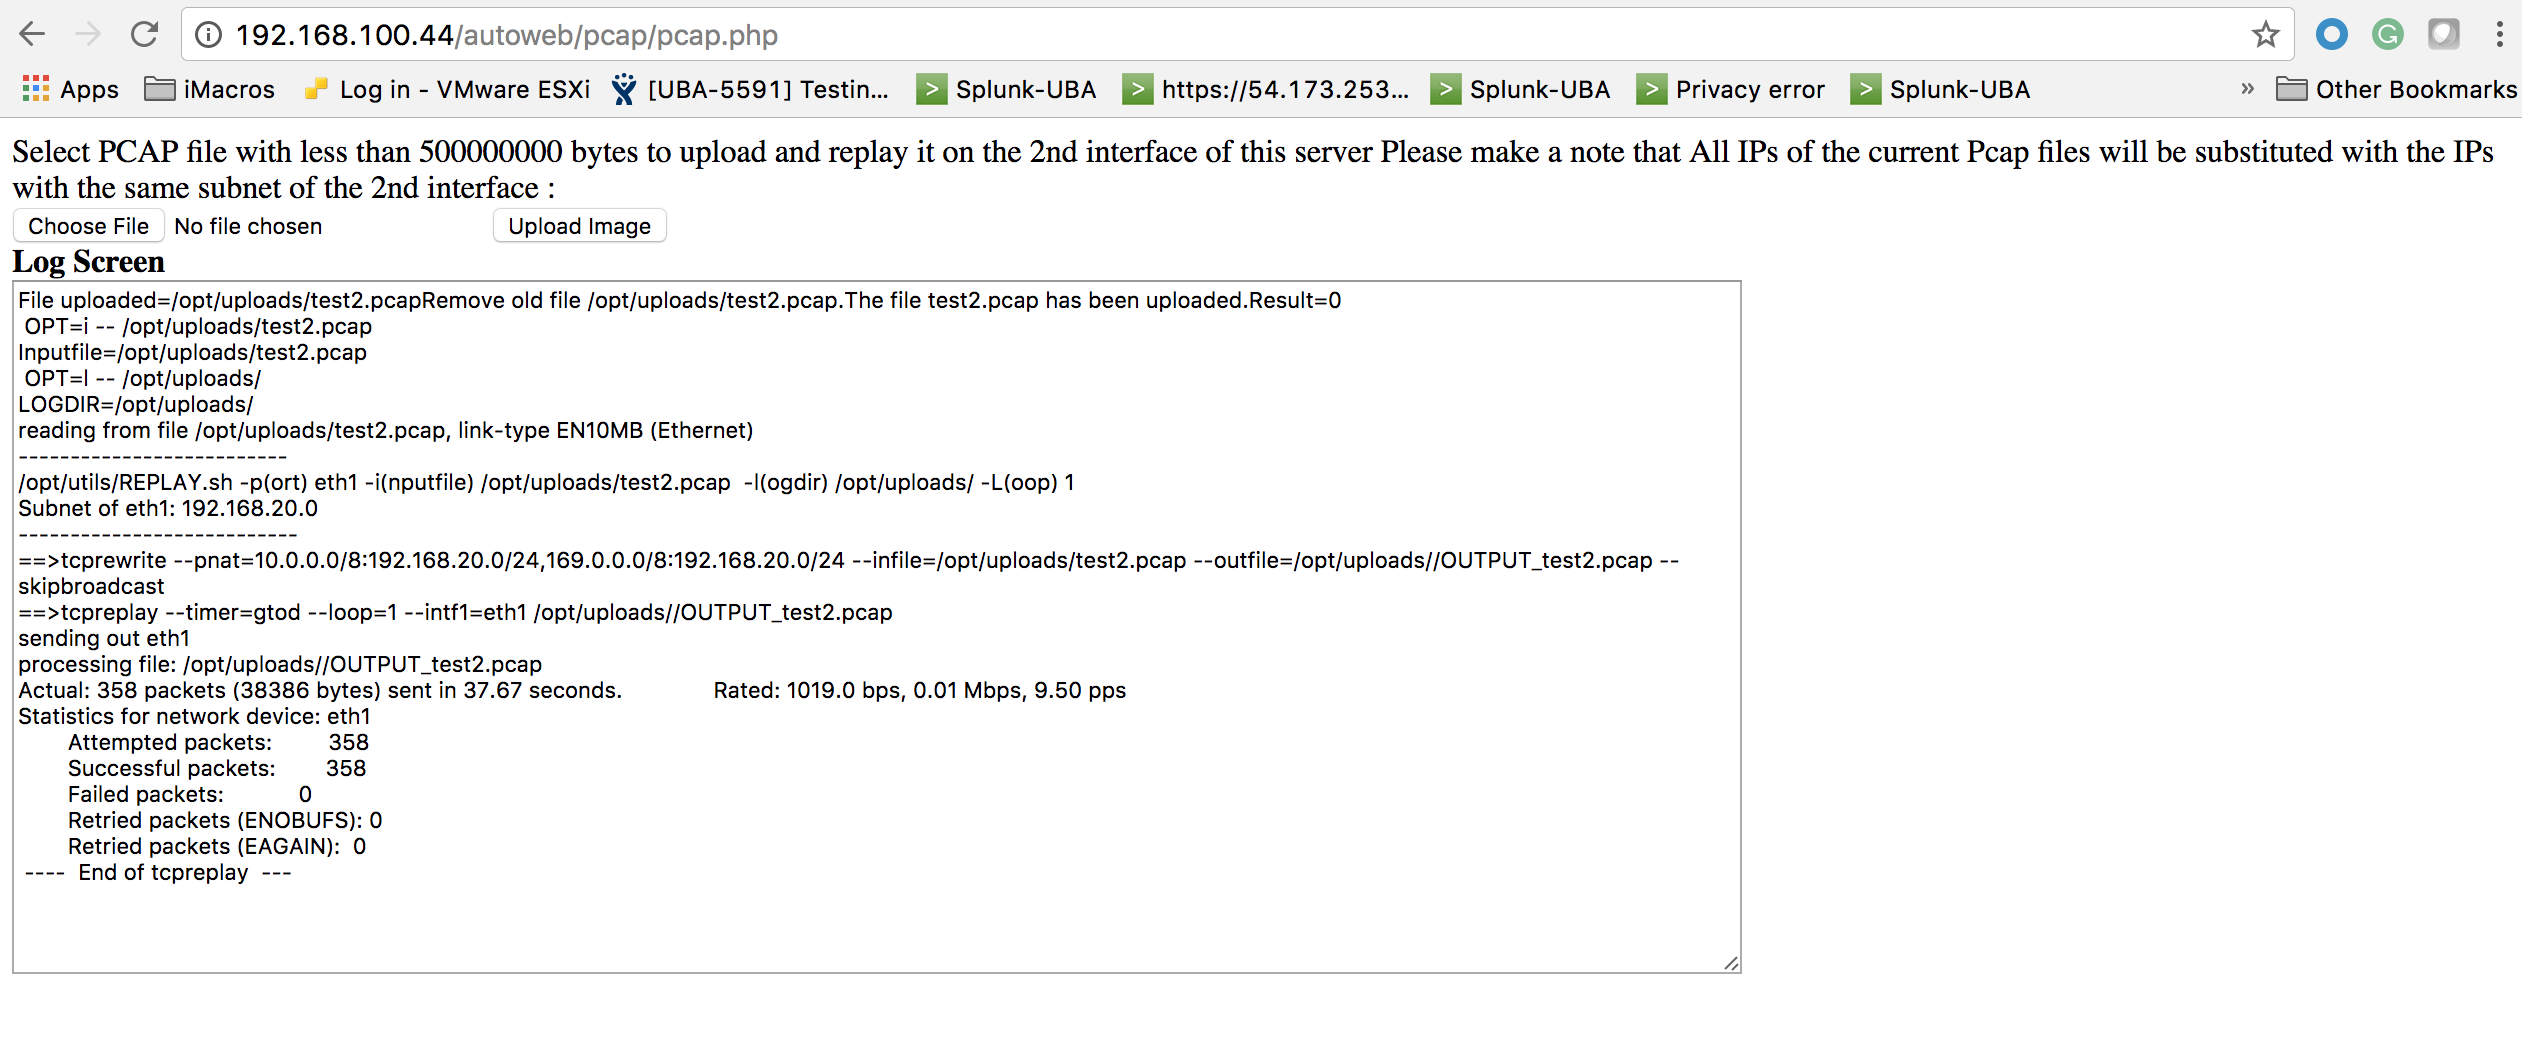 192.168.100.44/autoweb/pcap/pcap.php
Apps iMacros Log in - VMware ESXi [UBA-5591] Testin... Splunk-UBA https://54.173.253... Splunk-UBA Privacy error Splunk-UBA » Other Bookmarks
Select PCAP file with less than 500000000 bytes to upload and replay it on the 2nd interface of this server Please make a note that All IPs of the current Pcap files will be substituted with the IPs
with the same subnet of the 2nd interface :
Choose File No file chosen Upload Image
Log Screen
File uploaded=/opt/uploads/test2.pcapRemove old file /opt/uploads/test2.pcap.The file test2.pcap has been uploaded.Result=0
OPT=i -- /opt/uploads/test2.pcap
Inputfile=/opt/uploads/test2.pcap
OPT=l -- /opt/uploads/
LOGDIR=/opt/uploads/
reading from file /opt/uploads/test2.pcap, link-type EN10MB (Ethernet)
--------------------------
/opt/utils/REPLAY.sh -p(ort) eth1 -i(nputfile) /opt/uploads/test2.pcap  -l(ogdir) /opt/uploads/ -L(oop) 1
Subnet of eth1: 192.168.20.0
---------------------------
==>tcprewrite --pnat=10.0.0.0/8:192.168.20.0/24,169.0.0.0/8:192.168.20.0/24 --infile=/opt/uploads/test2.pcap --outfile=/opt/uploads//OUTPUT_test2.pcap --
skipbroadcast
==>tcpreplay --timer=gtod --loop=1 --intf1=eth1 /opt/uploads//OUTPUT_test2.pcap
sending out eth1
processing file: /opt/uploads//OUTPUT_test2.pcap
Actual: 358 packets (38386 bytes) sent in 37.67 seconds. Rated: 1019.0 bps, 0.01 Mbps, 9.50 pps
Statistics for network device: eth1
Attempted packets: 358
Successful packets: 358
Failed packets: 0
Retried packets (ENOBUFS): 0
Retried packets (EAGAIN): 0
---- End of tcpreplay ---